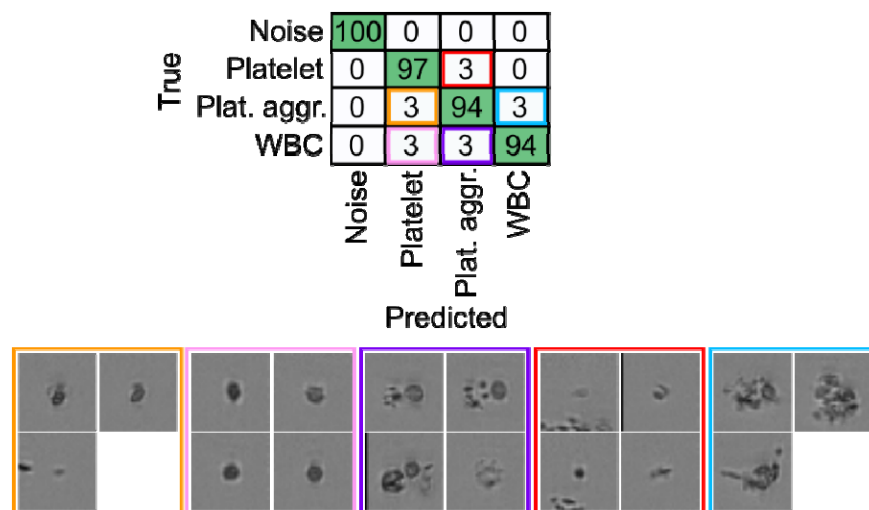 Noise 100 0 0 0
Platelet 0 97 3 0
Plat. aggr. 0 3 94 3
WBC 0 3 3 94
True
Noise
Platelet
Plat. aggr.
WBC
Predicted